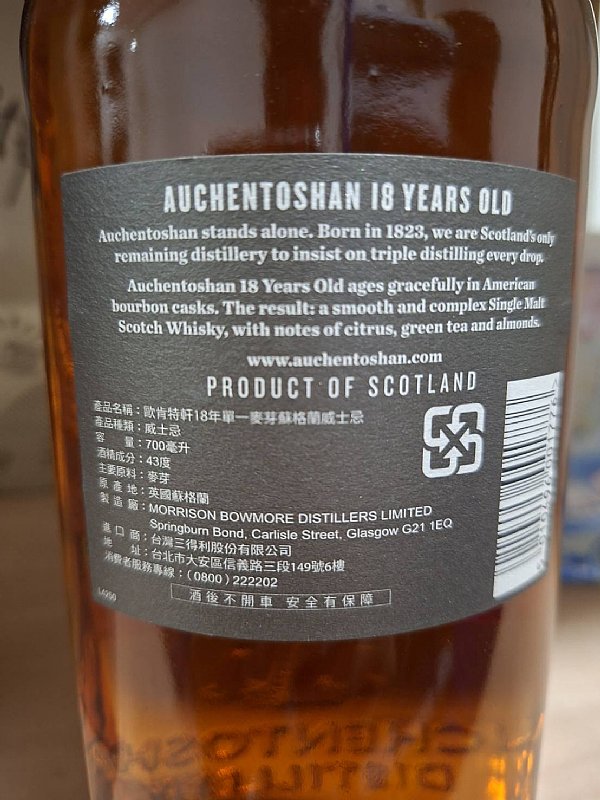 AUCHENTOSHAN 18 YEARS OLD
Auchentoshan stands alone. Born in 1823, we are Scotland's only
remaining distillery to insist on triple distilling every drop.
Auchentoshan 18 Years Old ages gracefully in American
bourbon casks. The result: a smooth and complex Single Malt
Scotch Whisky, with notes of citrus, green tea and almonds.
www.auchentoshan.com
PRODUCT OF SCOTLAND
產品名稱：歐肯特軒18年單一麥芽蘇格蘭威士忌
產品種類：威士忌
容 量：700毫升
酒精成分：43度
主要原料：麥芽
原產地：英國蘇格蘭
製造廠：MORRISON BOWMORE DISTILLERS LIMITED
Springburn Bond, Carlisle Street, Glasgow G21 1EQ
進口商：台灣三得利股份有限公司
地 址：台北市大安區信義路三段149號6樓
消費者服務專線：(0800) 222202
酒後不開車 安全有保障